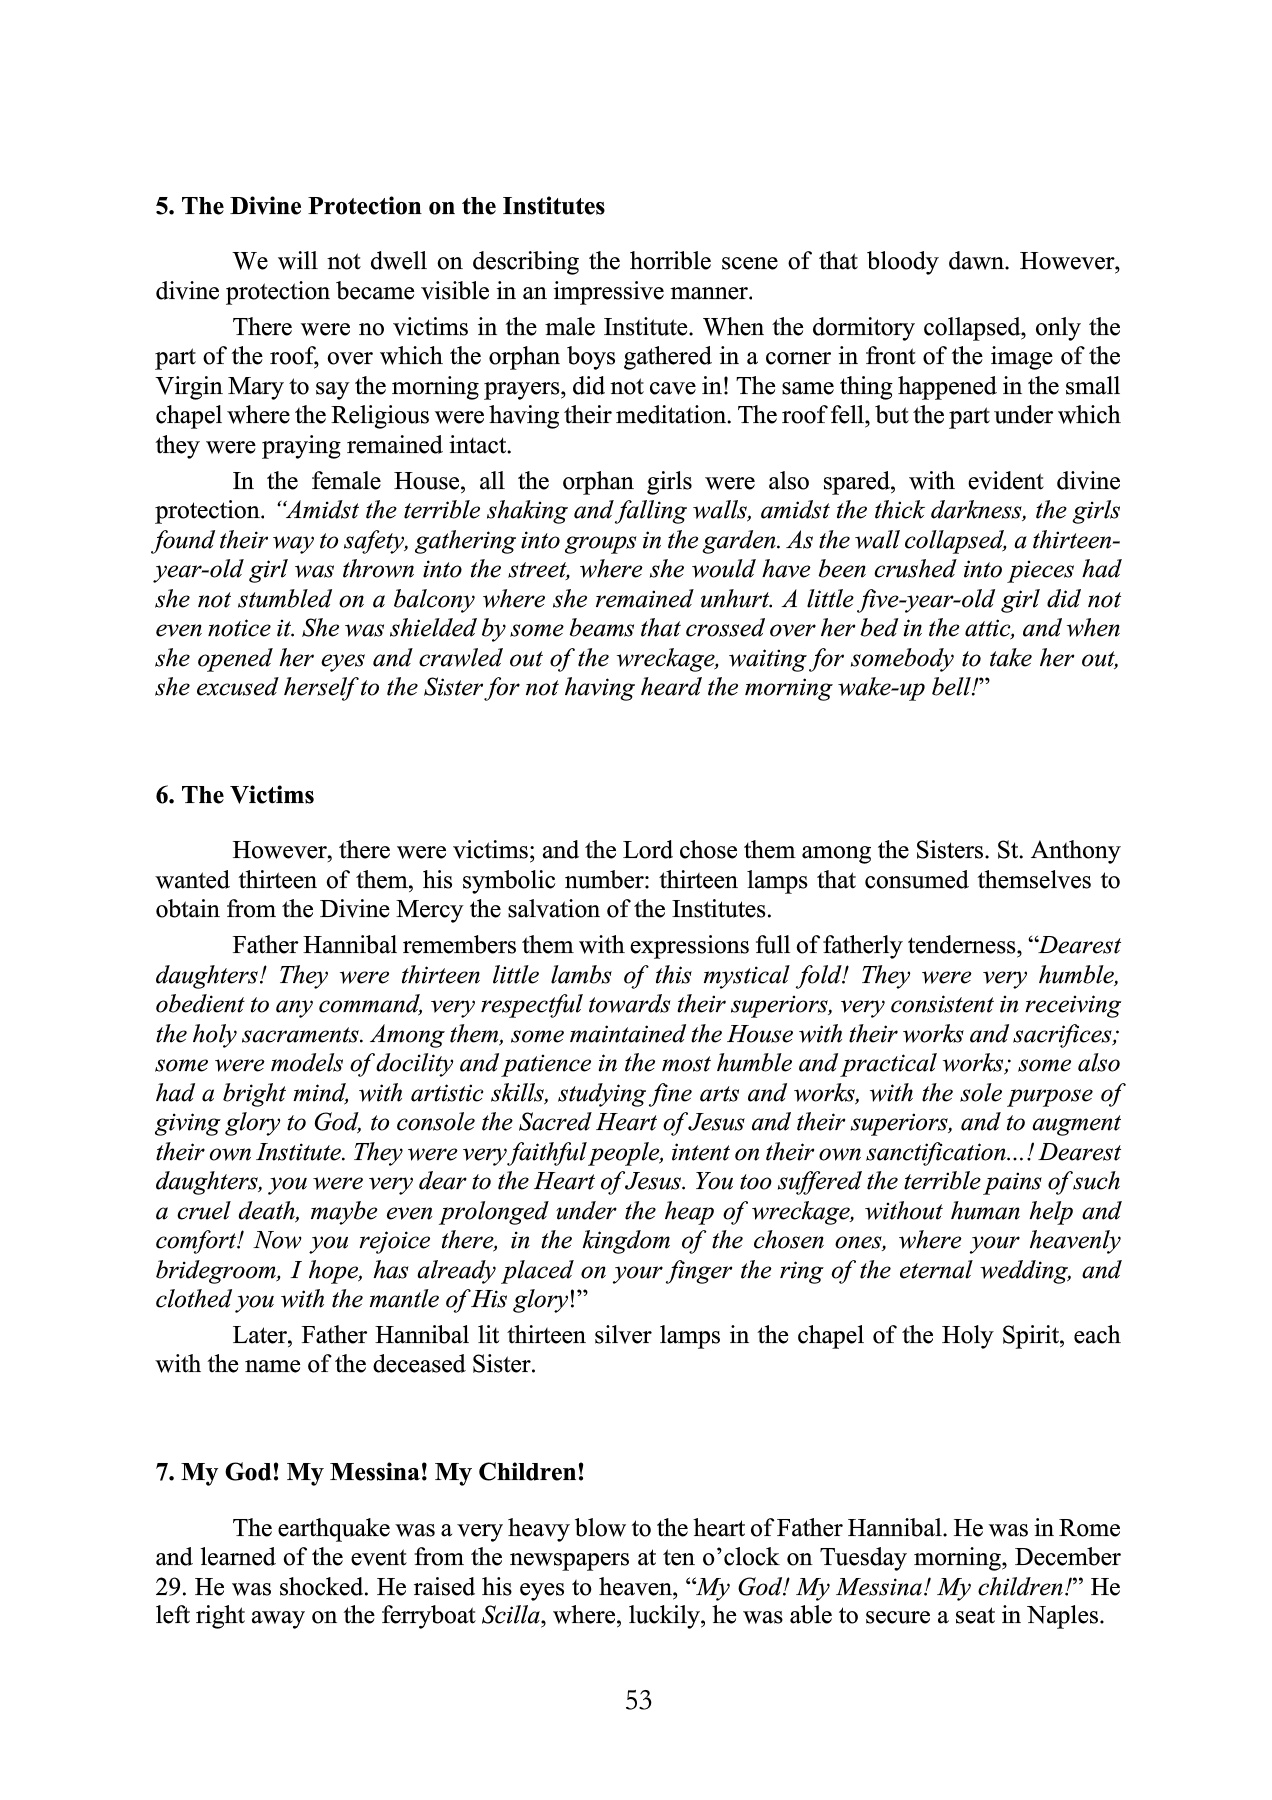 5. The Divine Protection on the Institutes
We will not dwell on describing the horrible scene of that bloody dawn. However,
divine protection became visible in an impressive manner.
There were no victims in the male Institute. When the dormitory collapsed, only the
part of the roof, over which the orphan boys gathered in a corner in front of the image of the
Virgin Mary to say the morning prayers, did not cave in! The same thing happened in the small
chapel where the Religious were having their meditation. The roof fell, but the part under which
they were praying remained intact.
In the female House, all the orphan girls were also spared, with evident divine
protection. “Amidst the terrible shaking and falling walls, amidst the thick darkness, the girls
found their way to safety, gathering into groups in the garden. As the wall collapsed, a thirteen-
year-old girl was thrown into the street, where she would have been crushed into pieces had
she not stumbled on a balcony where she remained unhurt. A little five-year-old girl did not
even notice it. She was shielded by some beams that crossed over her bed in the attic, and when
she opened her eyes and crawled out of the wreckage, waiting for somebody to take her out,
she excused herself to the Sister for not having heard the morning wake-up bell!”
6. The Victims
However, there were victims; and the Lord chose them among the Sisters. St. Anthony
wanted thirteen of them, his symbolic number: thirteen lamps that consumed themselves to
obtain from the Divine Mercy the salvation of the Institutes.
Father Hannibal remembers them with expressions full of fatherly tenderness, “Dearest
daughters! They were thirteen little lambs of this mystical fold! They were very humble,
obedient to any command, very respectful towards their superiors, very consistent in receiving
the holy sacraments. Among them, some maintained the House with their works and sacrifices;
some were models of docility and patience in the most humble and practical works; some also
had a bright mind, with artistic skills, studying fine arts and works, with the sole purpose of
giving glory to God, to console the Sacred Heart of Jesus and their superiors, and to augment
their own Institute. They were very faithful people, intent on their own sanctification...! Dearest
daughters, you were very dear to the Heart of Jesus. You too suffered the terrible pains of such
a cruel death, maybe even prolonged under the heap of wreckage, without human help and
comfort! Now you rejoice there, in the kingdom of the chosen ones, where your heavenly
bridegroom, I hope, has already placed on your finger the ring of the eternal wedding, and
clothed you with the mantle of His glory!”
Later, Father Hannibal lit thirteen silver lamps in the chapel of the Holy Spirit, each
with the name of the deceased Sister.
7. My God! My Messina! My Children!
The earthquake was a very heavy blow to the heart of Father Hannibal. He was in Rome
and learned of the event from the newspapers at ten o’clock on Tuesday morning, December
29. He was shocked. He raised his eyes to heaven, “My God! My Messina! My children!” He
left right away on the ferryboat Scilla, where, luckily, he was able to secure a seat in Naples.
53